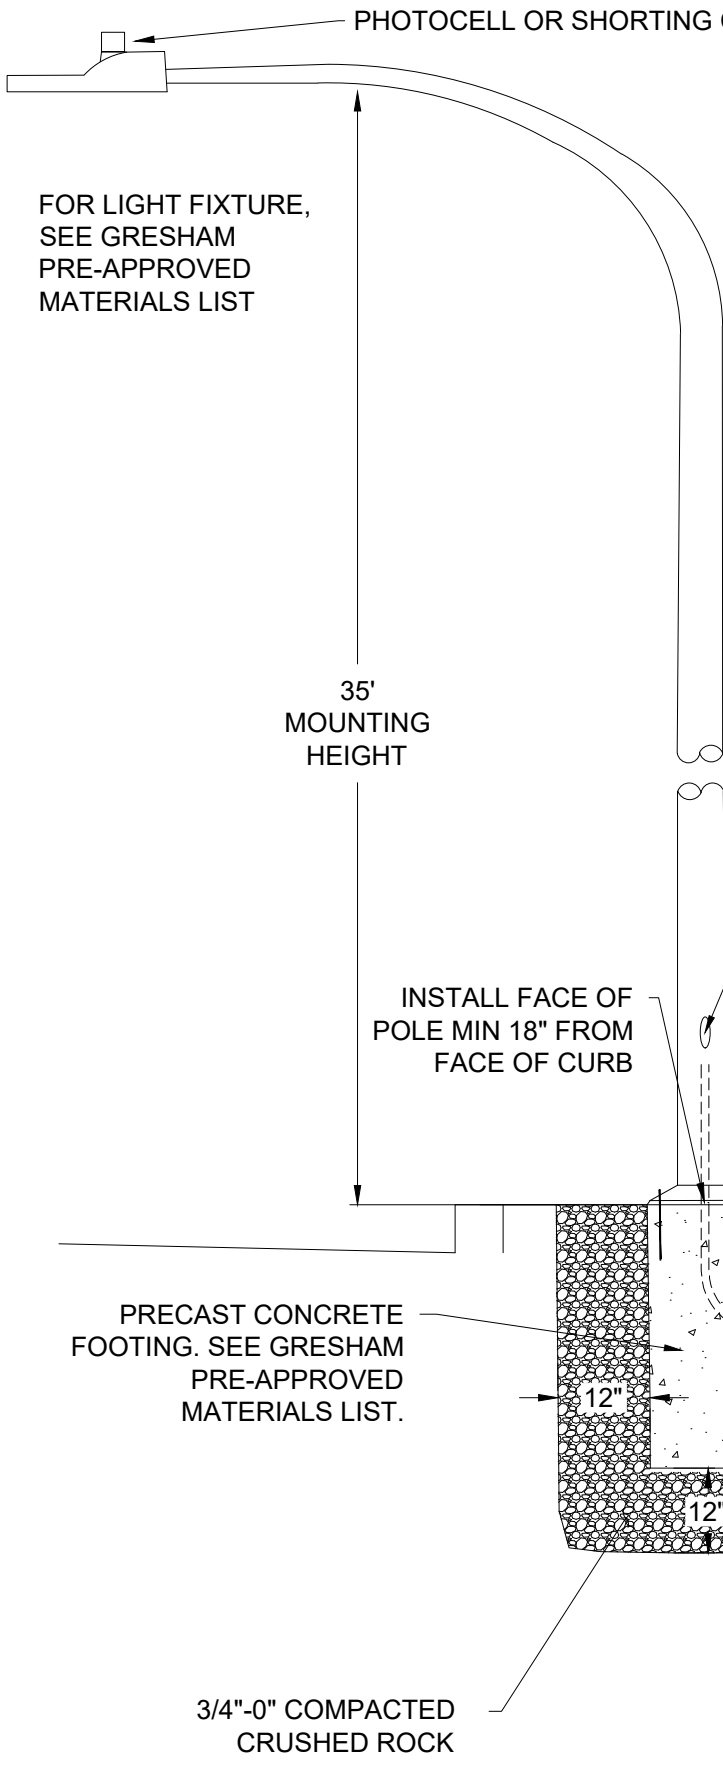 PHOTOCELL OR SHORTING
FOR LIGHT FIXTURE,
SEE GRESHAM
PRE-APPROVED
MATERIALS LIST
35'
MOUNTING
HEIGHT
INSTALL FACE OF
POLE MIN 18" FROM
FACE OF CURB
PRECAST CONCRETE
FOOTING. SEE GRESHAM
PRE-APPROVED
MATERIALS LIST.
12"
12"
3/4"-0" COMPACTED
CRUSHED ROCK